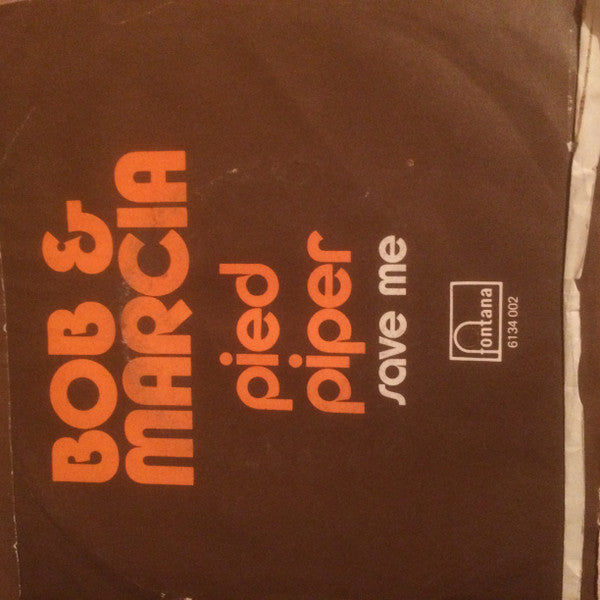 BOB &
MARCIA
pied
piper
save me
fontana
6134 002